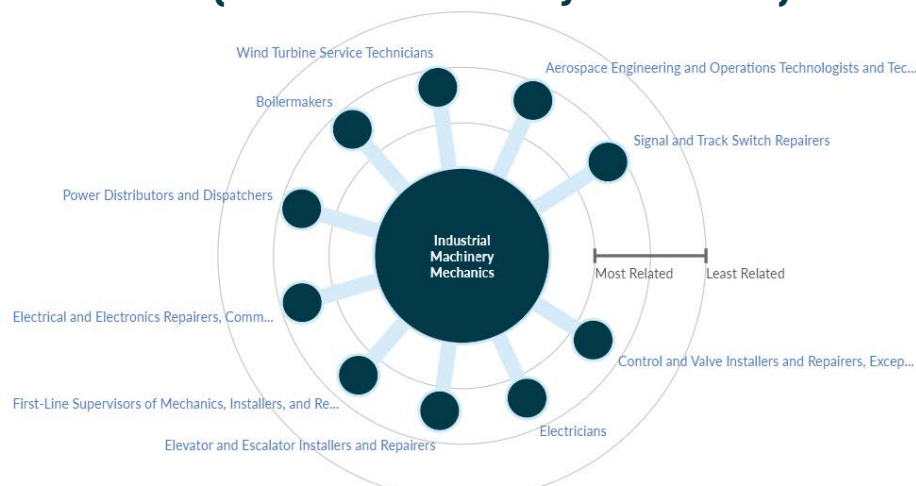 Wind Turbine Service Technicians
Aerospace Engineering and Operations Technologists and Tec...
Boilermakers
Signal and Track Switch Repairers
Power Distributors and Dispatchers
Industrial
Machinery
Mechanics
Most Related
Least Related
Electrical and Electronics Repairers, Comm...
Control and Valve Installers and Repairers, Excep...
First-Line Supervisors of Mechanics, Installers, and Re...
Electricians
Elevator and Escalator Installers and Repairers